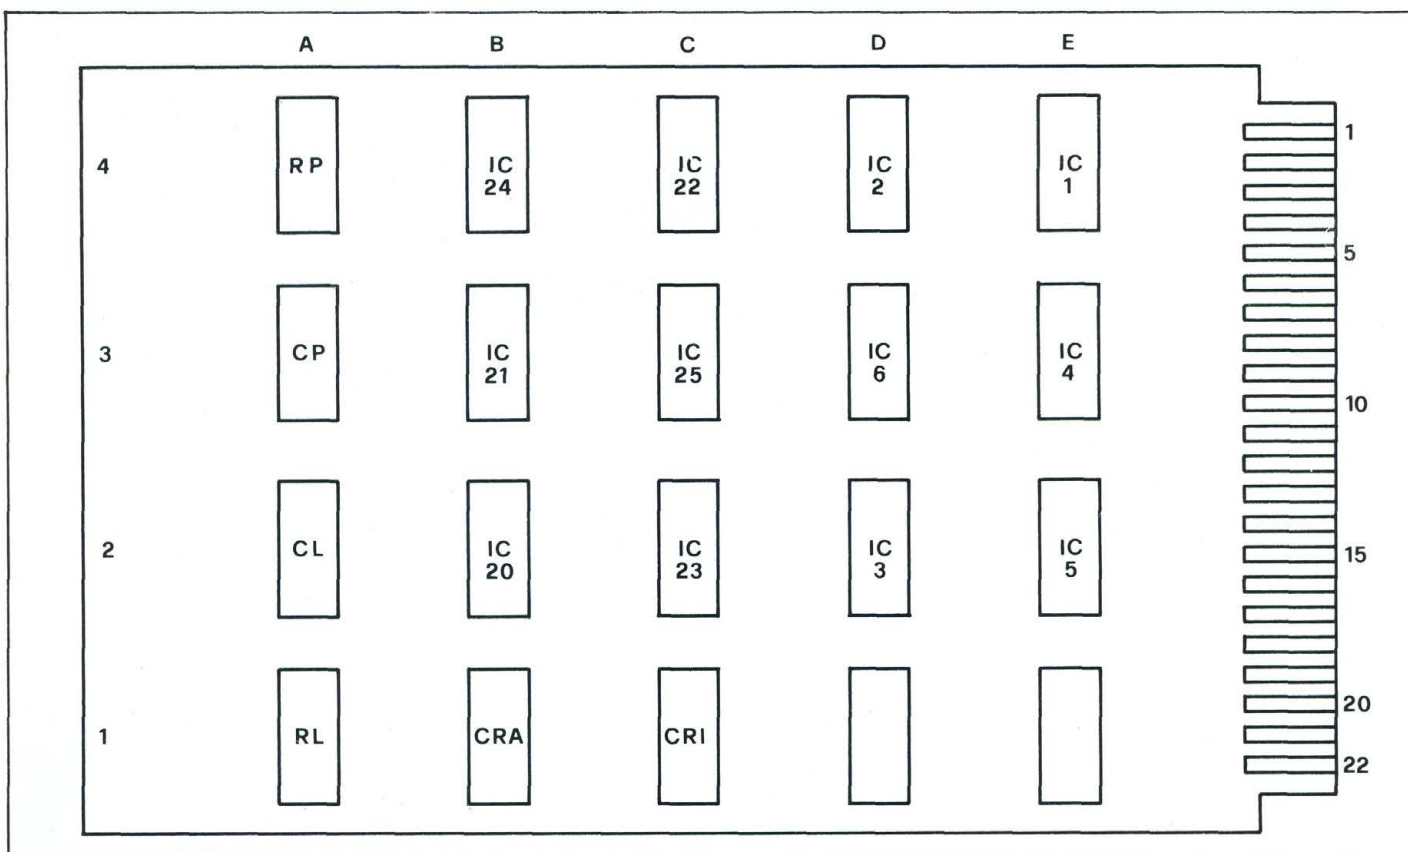 A B C D E
4 RP IC 24 IC 22 IC 2 IC 1
3 CP IC 21 IC 25 IC 6 IC 4
2 CL IC 20 IC 23 IC 3 IC 5
1 RL CRA CRI
1
5
10
15
20
22